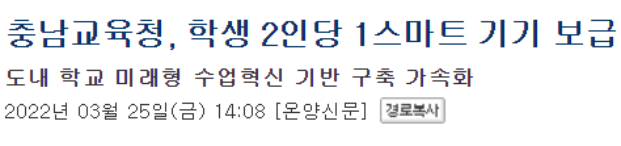 충남교육청, 학생 2인당 1스마트 기기 보급
도내 학교 미래형 수업혁신 기반 구축 가속화
2022년 03월 25일(금) 14:08 [온양신문] 경로복사